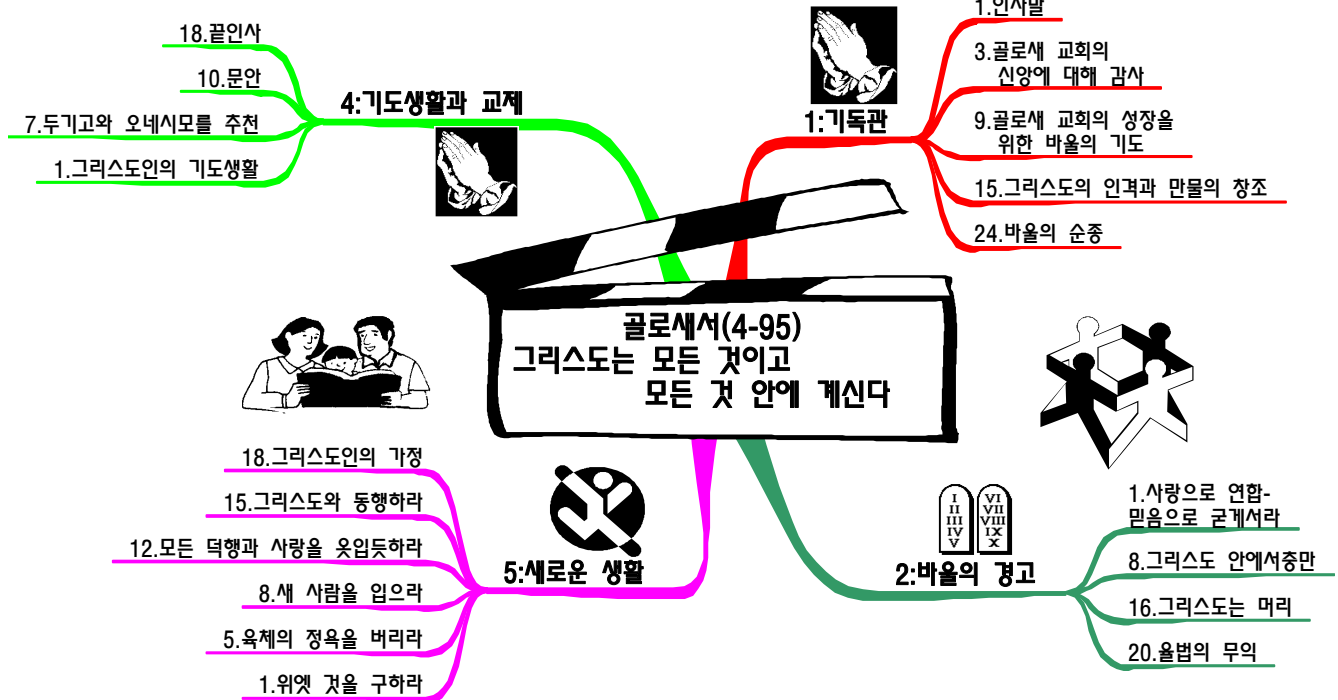 골로새서(4-95)
그리스도는 모든 것이고
모든 것 안에 계신다
1:기독관
1.인사말
3.골로새 교회의
신앙에 대해 감사
9.골로새 교회의 성장을
위한 바울의 기도
15.그리스도의 인격과 만물의 창조
24.바울의 순종
2:바울의 경고
I
II
III
IV
V
VI
VII
VIII
IX
X
1.사랑으로 연합-
믿음으로 굳게서라
8.그리스도 안에서충만
16.그리스도는 머리
20.율법의 무익
5:새로운 생활
18.그리스도인의 가정
15.그리스도와 동행하라
12.모든 덕행과 사랑을 옷입듯하라
8.새 사람을 입으라
5.육체의 정욕을 버리라
1.위엣 것을 구하라
4:기도생활과 교제
18.끝인사
10.문안
7.두기고와 오네시모를 추천
1.그리스도인의 기도생활